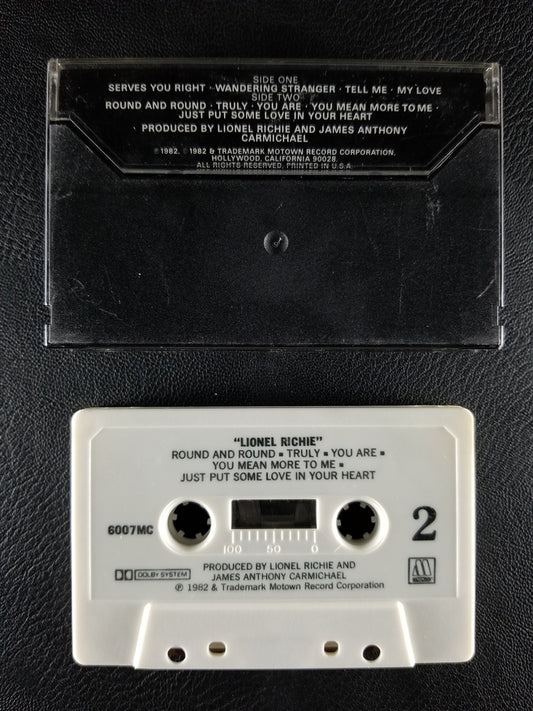 SIDE ONE
SERVES YOU RIGHT · WANDERING STRANGER · TELL ME · MY LOVE
SIDE TWO
ROUND AND ROUND · TRULY · YOU ARE · YOU MEAN MORE TO ME ·
JUST PUT SOME LOVE IN YOUR HEART
PRODUCED BY LIONEL RICHIE AND JAMES ANTHONY
CARMICHAEL
℗1982, ©1982 & TRADEMARK MOTOWN RECORD CORPORATION,
HOLLYWOOD, CALIFORNIA 90028.
ALL RIGHTS RESERVED, PRINTED IN U.S.A.
"LIONEL RICHIE"
ROUND AND ROUND ▪ TRULY ▪ YOU ARE ▪
YOU MEAN MORE TO ME ▪
JUST PUT SOME LOVE IN YOUR HEART
6007MC
2
100 50 0
DOLBY SYSTEM
PRODUCED BY LIONEL RICHIE AND
JAMES ANTHONY CARMICHAEL
℗ 1982 & Trademark Motown Record Corporation
M
MOTOWN